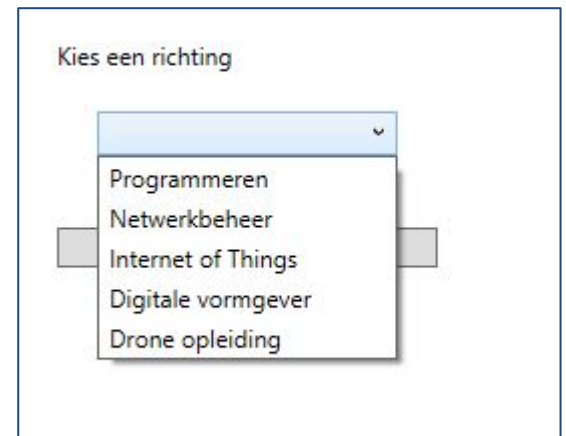 Kies een richting
Programmeren
Netwerkbeheer
Internet of Things
Digitale vormgever
Drone opleiding